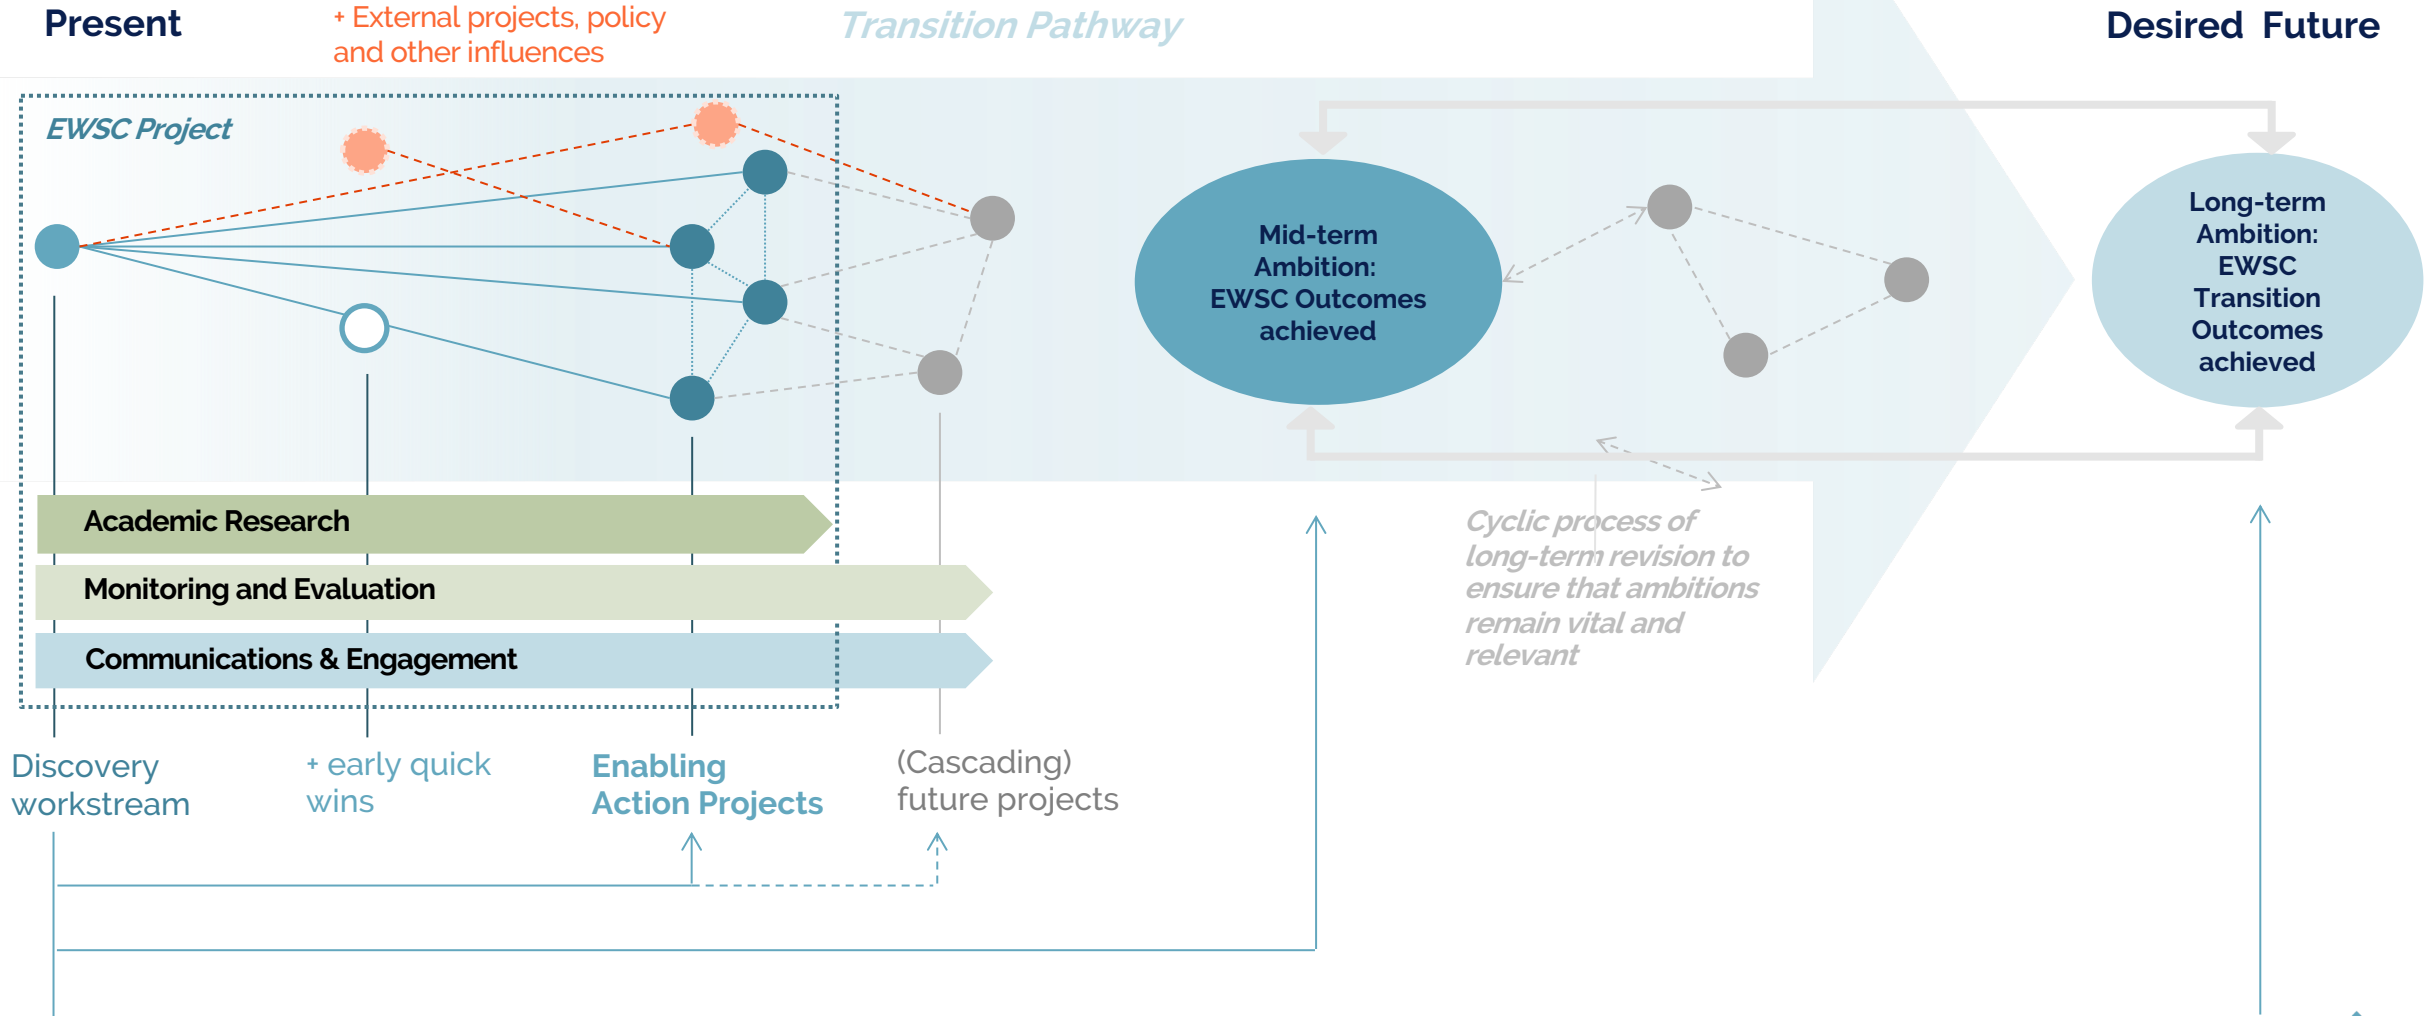 Present
+ External projects, policy
and other influences
Transition Pathway
Desired Future
EWSC Project
Mid-term
Ambition:
EWSC Outcomes
achieved
Long-term
Ambition:
EWSC
Transition
Outcomes
achieved
Academic Research
Monitoring and Evaluation
Communications & Engagement
Cyclic process of
long-term revision to
ensure that ambitions
remain vital and
relevant
Discovery
workstream
+ early quick
wins
Enabling
Action Projects
(Cascading)
future projects